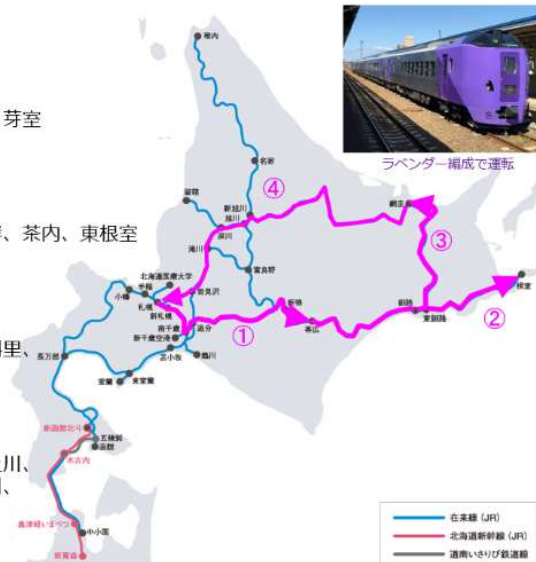 芽室
、茶内、東根室
里、
川、
、
ラベンダー編成で運転
稚内
名寄
④
留萌
新旭川
旭川
深川
滝川
富良野
網走
③
根室
②
釧路
東釧路
北海道医療大学
手稲
小樽
札幌
岩見沢
新札幌
南千歳
追分
①
新得
帯広
新千歳空港
苫小牧
鵡川
長万部
室蘭
東室蘭
新函館北斗
五稜郭
函館
木古内
奥津軽いまべつ
中小国
新青森
在来線 (JR)
北海道新幹線 (JR)
道南いさりび鉄道線